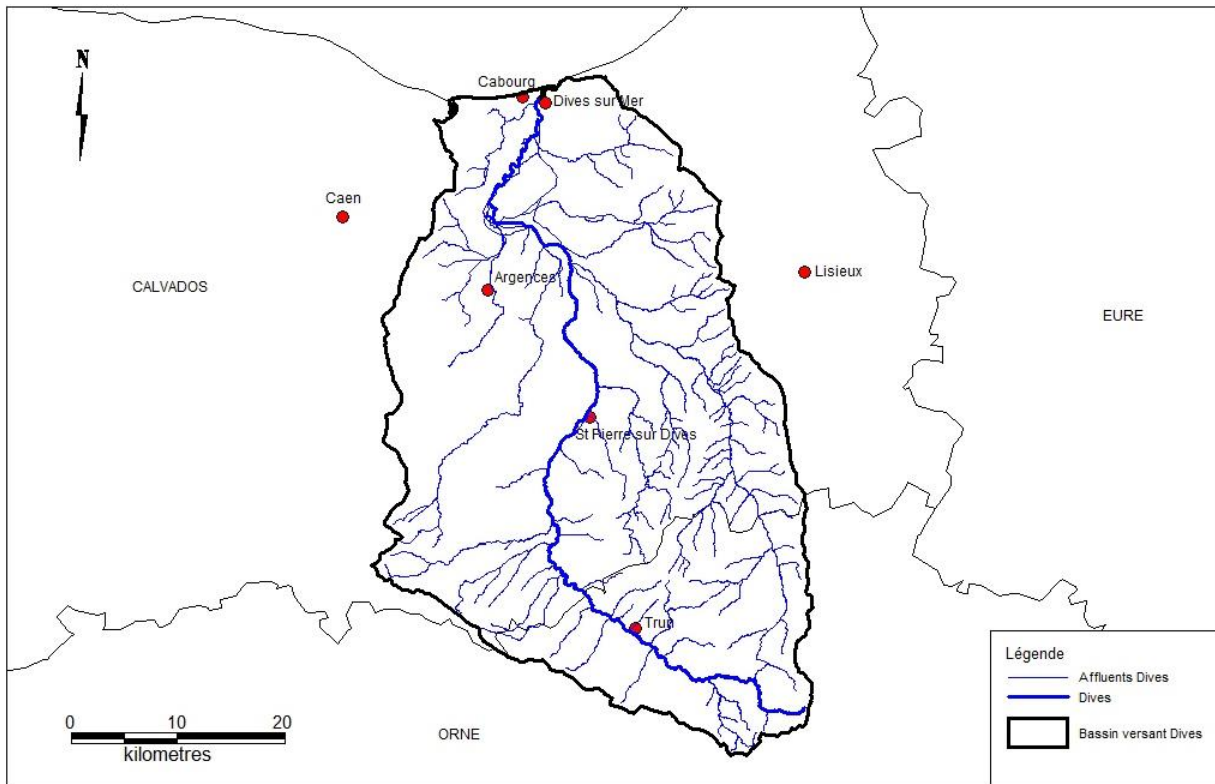 N
Cabourg
Dives sur Mer
Caen
Lisieux
Argences
CALVADOS
EURE
St Pierre sur Dives
Trun
Légende
Affluents Dives
Dives
Bassin versant Dives
0 10 20
kilometres
ORNE